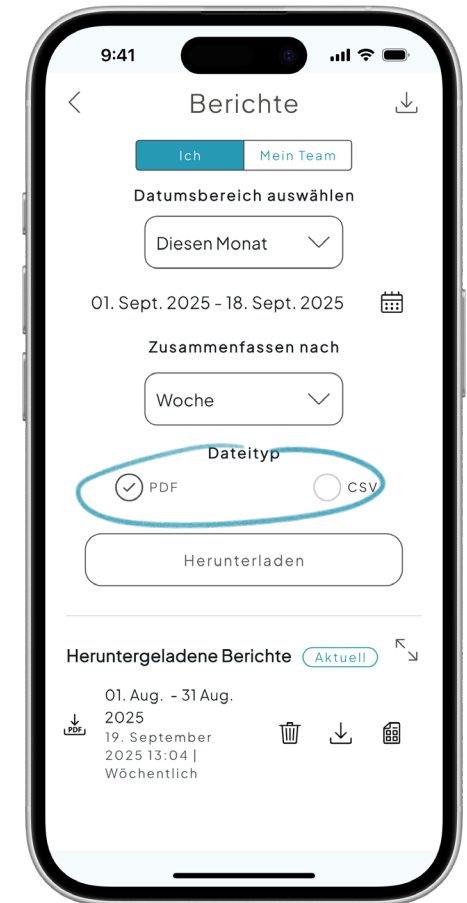 9:41
Berichte
Ich
Mein Team
Datumsbereich auswählen
Diesen Monat
01. Sept. 2025 - 18. Sept. 2025
Zusammenfassen nach
Woche
Dateityp
PDF
CSV
Herunterladen
Heruntergeladene Berichte
Aktuell
01. Aug. - 31 Aug.
2025
PDF
19. September
2025 13:04 |
Wöchentlich